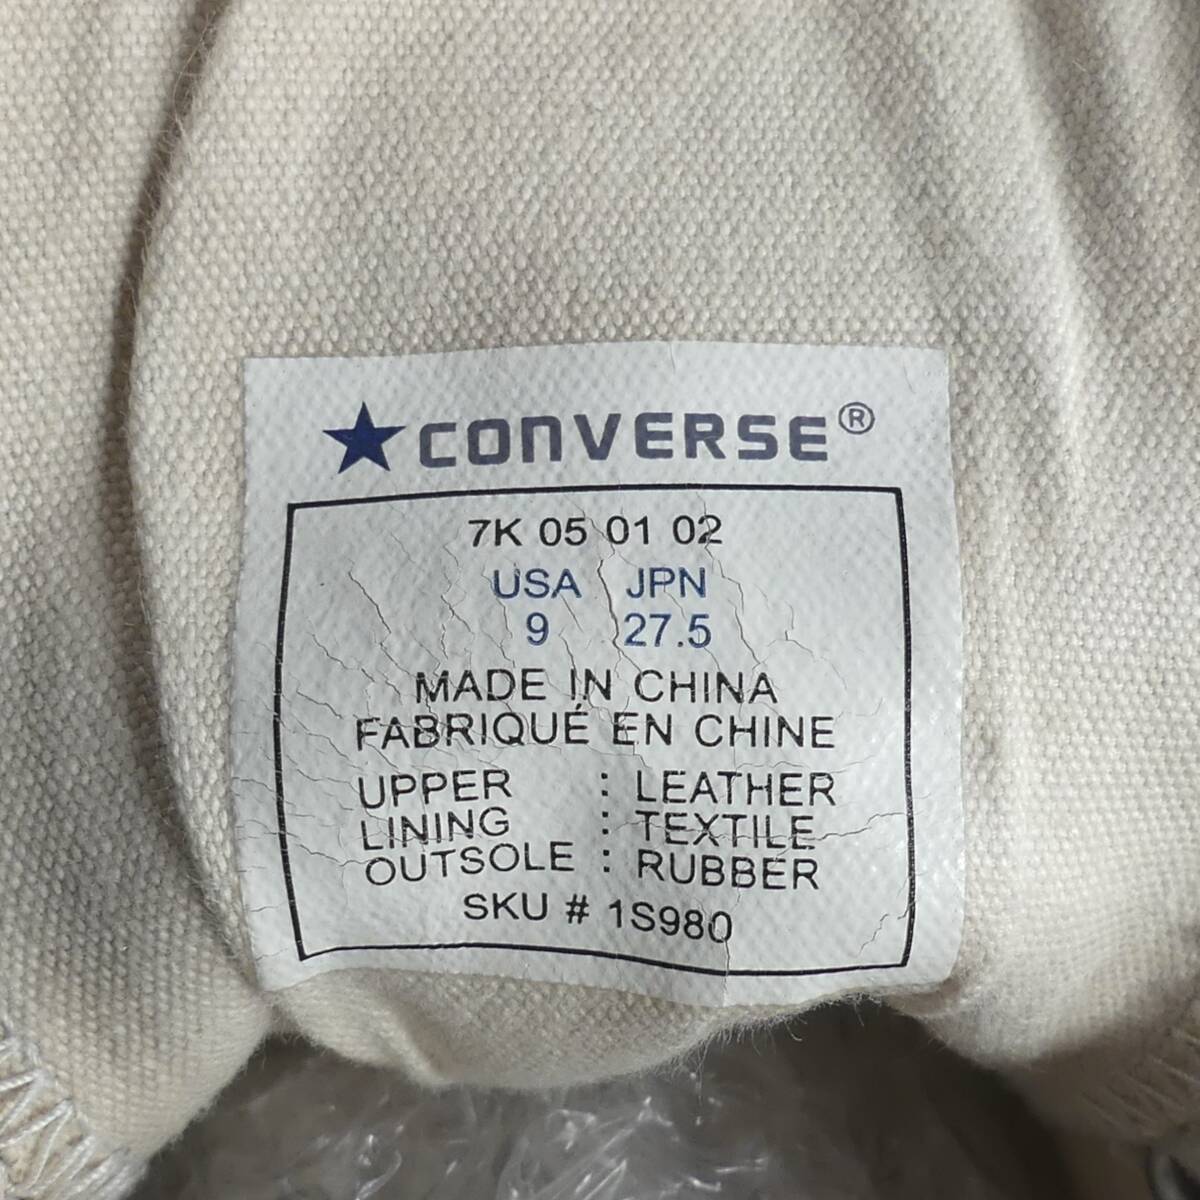 ★CONVERSE®
7K 05 01 02
USA JPN
9 27.5
MADE IN CHINA
FABRIQUÉ EN CHINE
UPPER : LEATHER
LINING : TEXTILE
OUTSOLE : RUBBER
SKU # 1S980